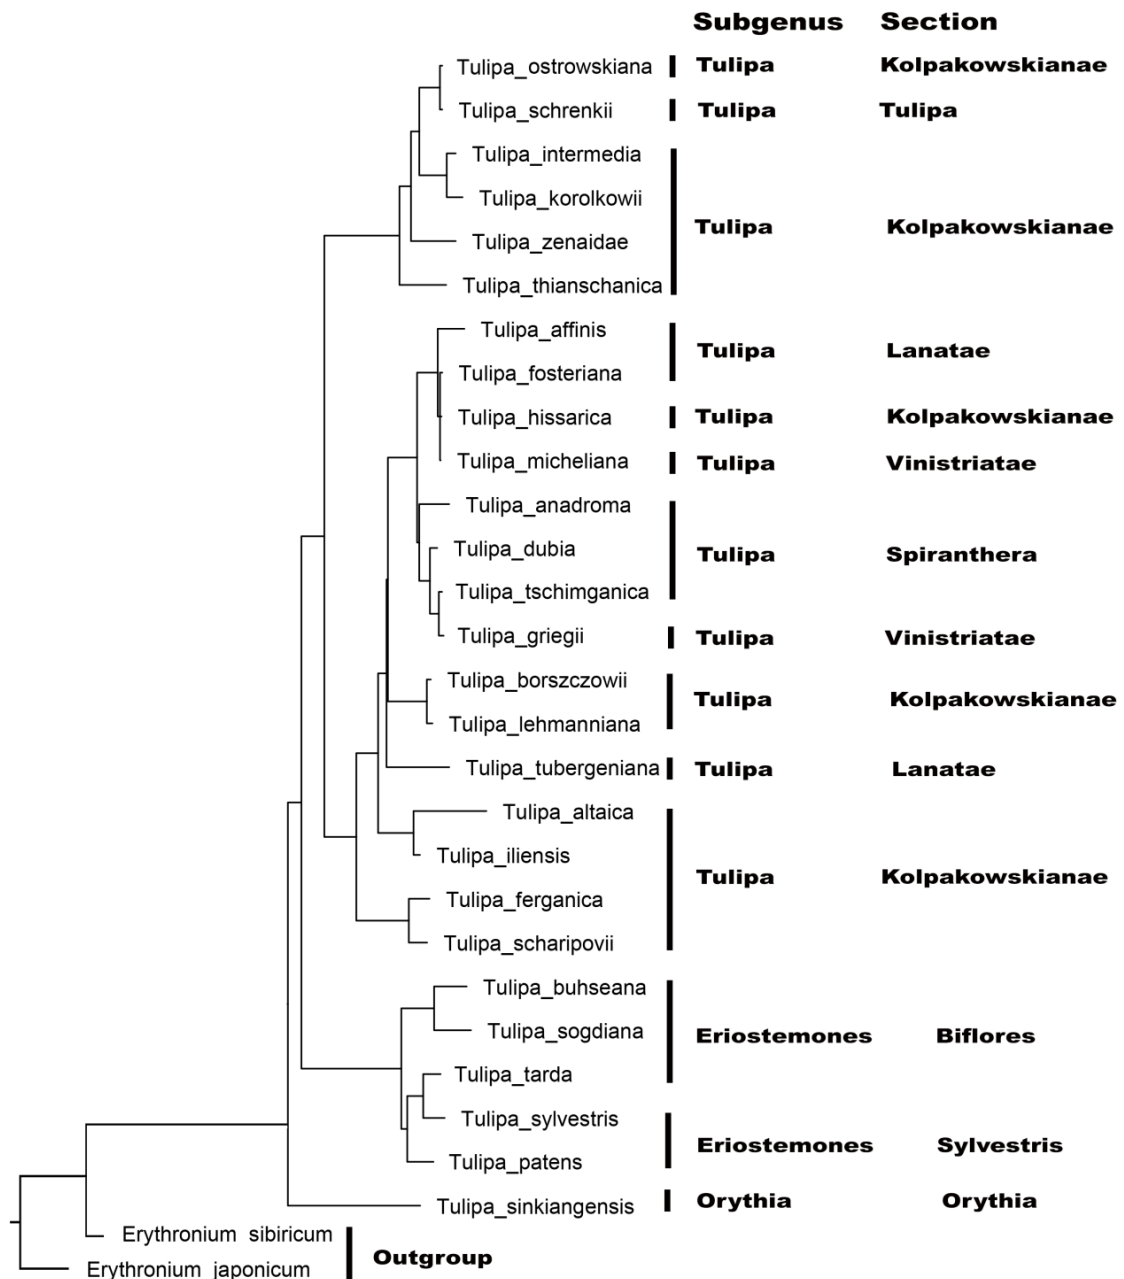 Subgenus Section
Tulipa_ostrowskiana Tulipa Kolpakowskianae
Tulipa_schrenkii Tulipa Tulipa
Tulipa_intermedia
Tulipa_korolkowii
Tulipa Kolpakowskianae
Tulipa_zenaidae
Tulipa_thianschanica
Tulipa_affinis
Tulipa Lanatae
Tulipa_fosteriana
Tulipa_hissarica Tulipa Kolpakowskianae
Tulipa_micheliana Tulipa Vinistriatae
Tulipa_anadroma
Tulipa_dubia
Tulipa Spiranthera
Tulipa_tschimganica
Tulipa_griegii Tulipa Vinistriatae
Tulipa_borszczowii
Tulipa Kolpakowskianae
Tulipa_lehmanniana
Tulipa_tubergeniana Tulipa Lanatae
Tulipa_altaica
Tulipa_iliensis
Tulipa Kolpakowskianae
Tulipa_ferganica
Tulipa_scharipovii
Tulipa_buhseana
Tulipa_sogdiana
Eriostemones Biflores
Tulipa_tarda
Tulipa_sylvestris
Eriostemones Sylvestris
Tulipa_patens
Tulipa_sinkiangensis Orythia Orythia
Erythronium sibiricum
Outgroup
Erythronium japonicum